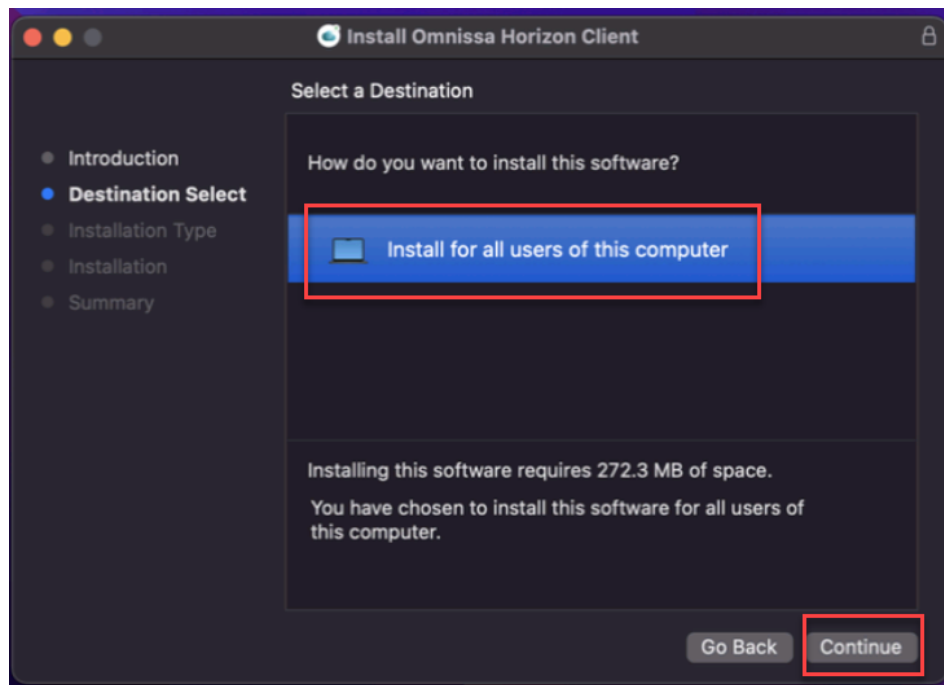 Install Omnissa Horizon Client
Select a Destination
Introduction
Destination Select
Installation Type
Installation
Summary
How do you want to install this software?
Install for all users of this computer
Installing this software requires 272.3 MB of space.
You have chosen to install this software for all users of
this computer.
Go Back
Continue